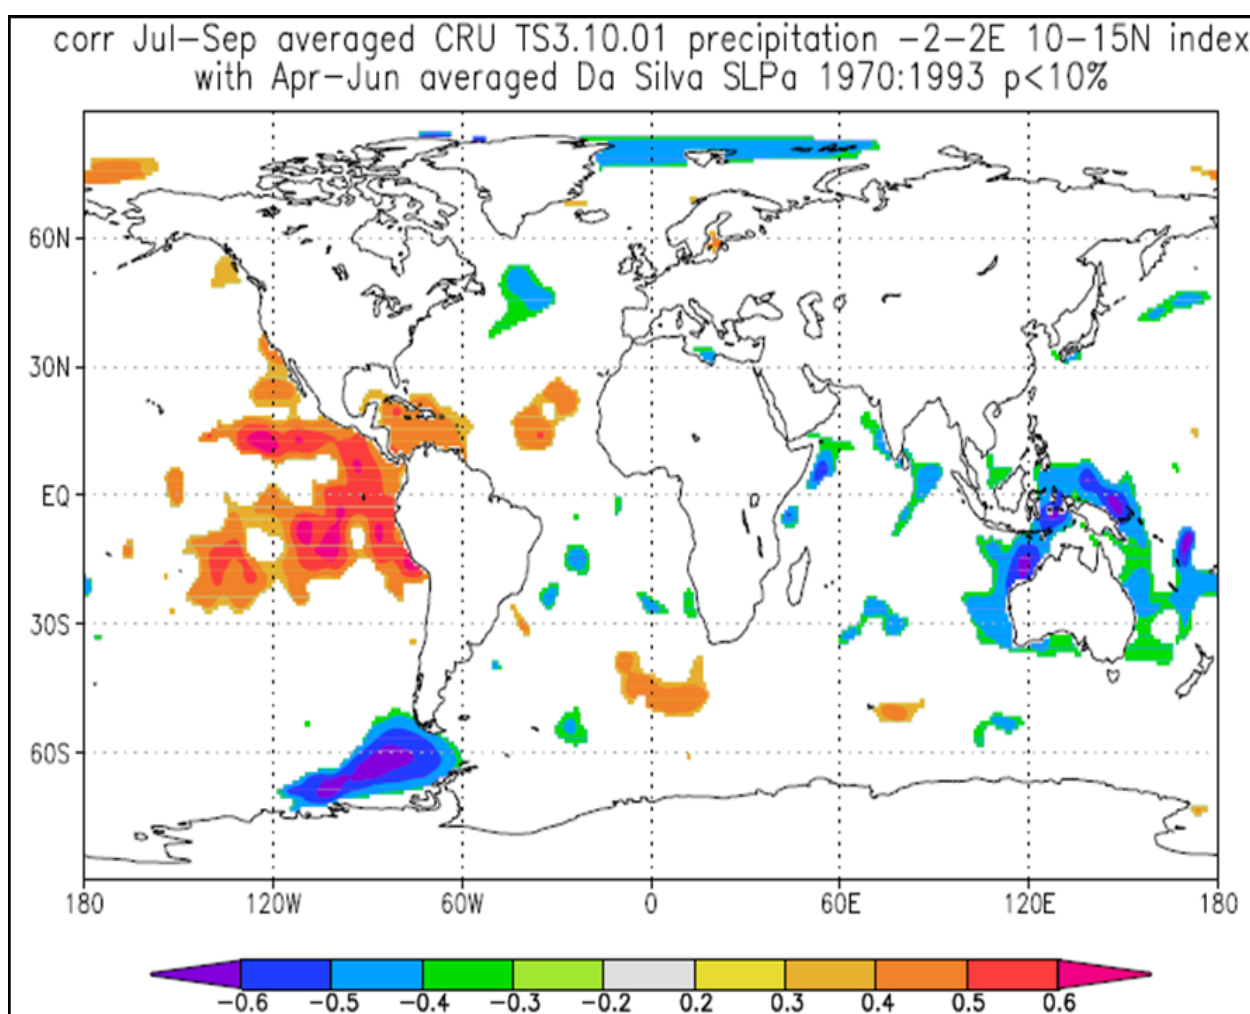 corr Jul-Sep averaged CRU TS3.10.01 precipitation -2-2E 10-15N index
with Apr-Jun averaged Da Silva SLPa 1970:1993 p<10%
60N
30N
EQ
30S
60S
180 120W 60W 0 60E 120E 180
-0.6 -0.5 -0.4 -0.3 -0.2 0.2 0.3 0.4 0.5 0.6